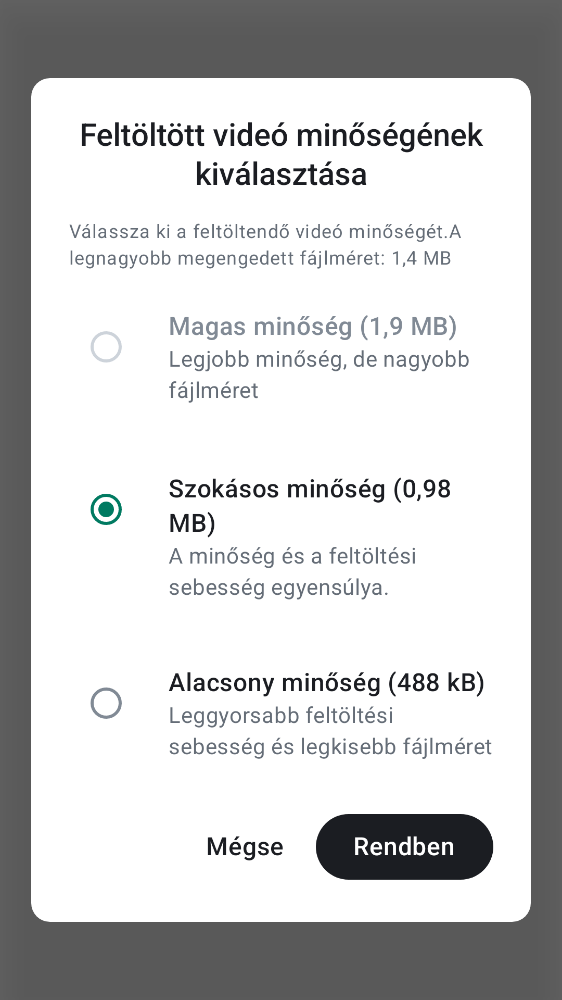 Feltöltött videó minőségének
kiválasztása
Válassza ki a feltöltendő videó minőségét.A
legnagyobb megengedett fájlméret: 1,4 MB
Magas minőség (1,9 MB)
Legjobb minőség, de nagyobb
fájlméret
Szokásos minőség (0,98
MB)
A minőség és a feltöltési
sebesség egyensúlya.
Alacsony minőség (488 kB)
Leggyorsabb feltöltési
sebesség és legkisebb fájlméret
Mégse
Rendben